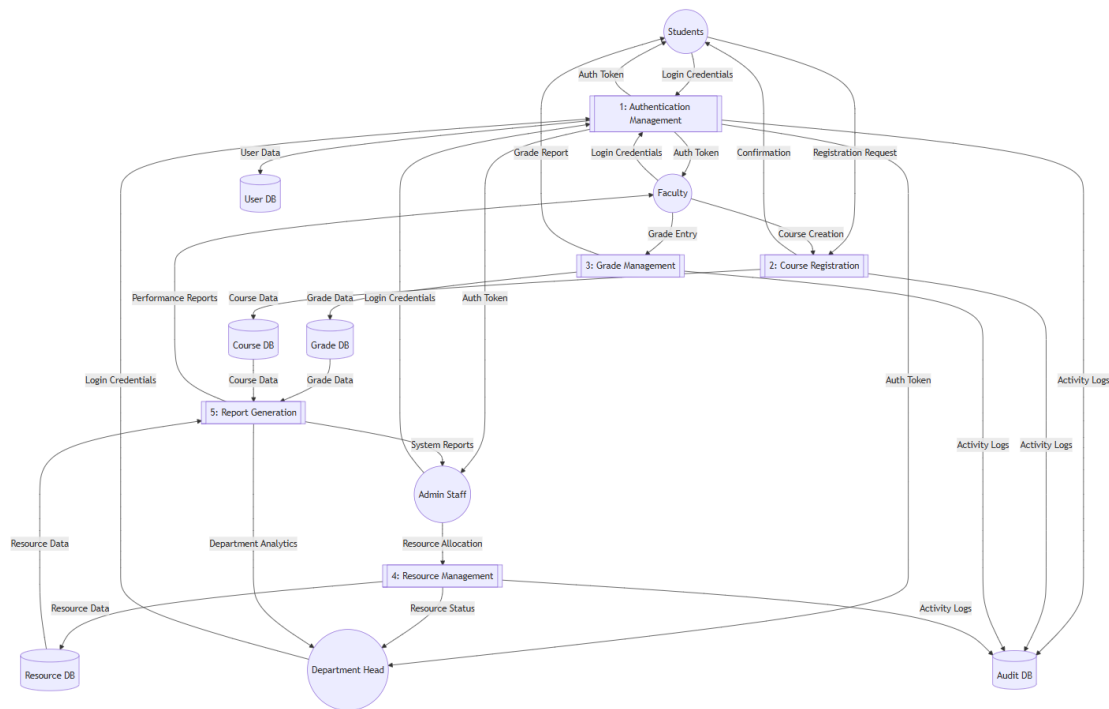 Students
Auth Token
Login Credentials
1: Authentication
Management
User Data
Grade Report
Login Credentials
Auth Token
Confirmation
Registration Request
User DB
Faculty
Grade Entry
Course Creation
3: Grade Management
2: Course Registration
Performance Reports
Course Data
Grade Data
Login Credentials
Auth Token
Course DB
Grade DB
Login Credentials
Course Data
Grade Data
Auth Token
Activity Logs
5: Report Generation
System Reports
Activity Logs
Activity Logs
Admin Staff
Resource Data
Department Analytics
Resource Allocation
4: Resource Management
Resource Data
Resource Status
Activity Logs
Resource DB
Department Head
Audit DB